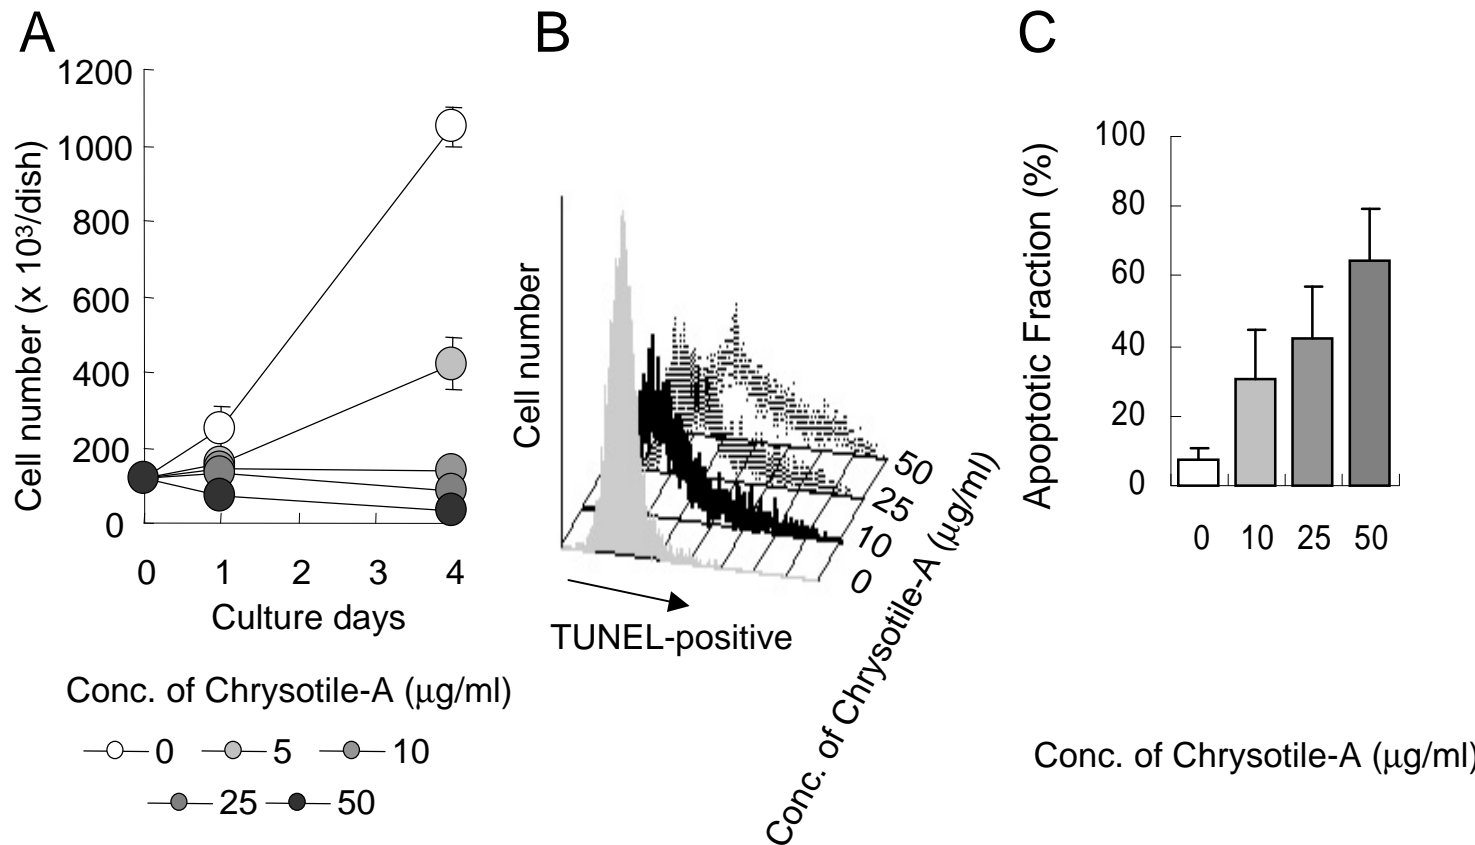 A
1200
1000
800
600
400
200
0
Cell number (x 10³/dish)
0 1 2 3 4
Culture days
Conc. of Chrysotile-A (μg/ml)
0 5 10
25 50
B
Cell number
TUNEL-positive
50
25
10
0
Conc. of Chrysotile-A (μg/ml)
C
100
80
60
40
20
0
Apoptotic Fraction (%)
0 10 25 50
Conc. of Chrysotile-A (μg/ml)